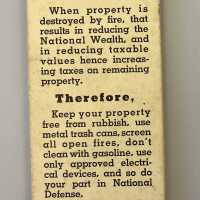 When property is
destroyed by fire, that
results in reducing the
National Wealth, and
in reducing taxable
values hence increas-
ing taxes on remaining
property.
Therefore,
Keep your property
free from rubbish, use
metal trash cans, screen
all open fires, don't
clean with gasoline, use
only approved electri-
cal devices, and so do
your part in National
Defense.